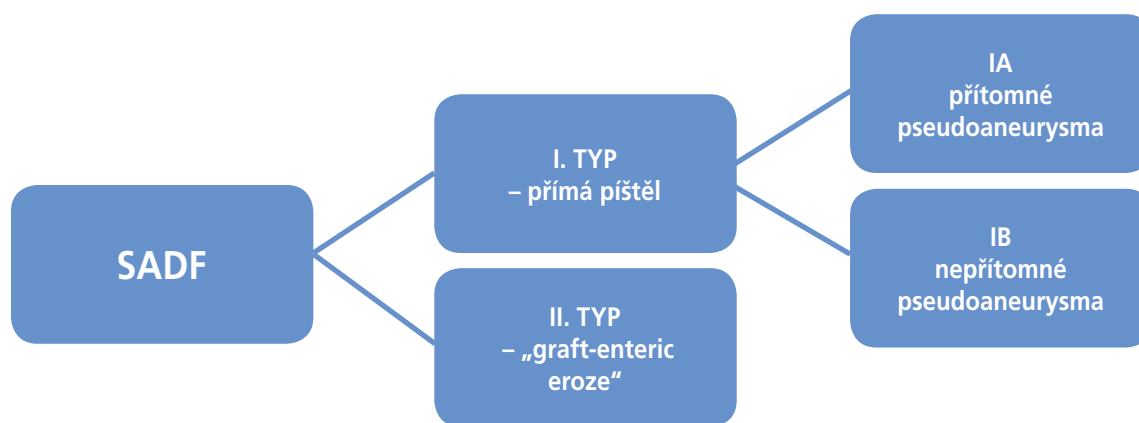 SADF
I. TYP
– přímá píštěl
II. TYP
– „graft-enteric
eroze“
IA
přítomné
pseudoaneurysma
IB
nepřítomné
pseudoaneurysma